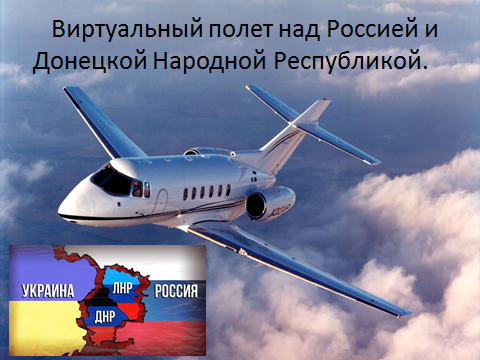 Виртуальный полет над Россией и
Донецкой Народной Республикой.
УКРАИНА
ЛНР
РОССИЯ
ДНР